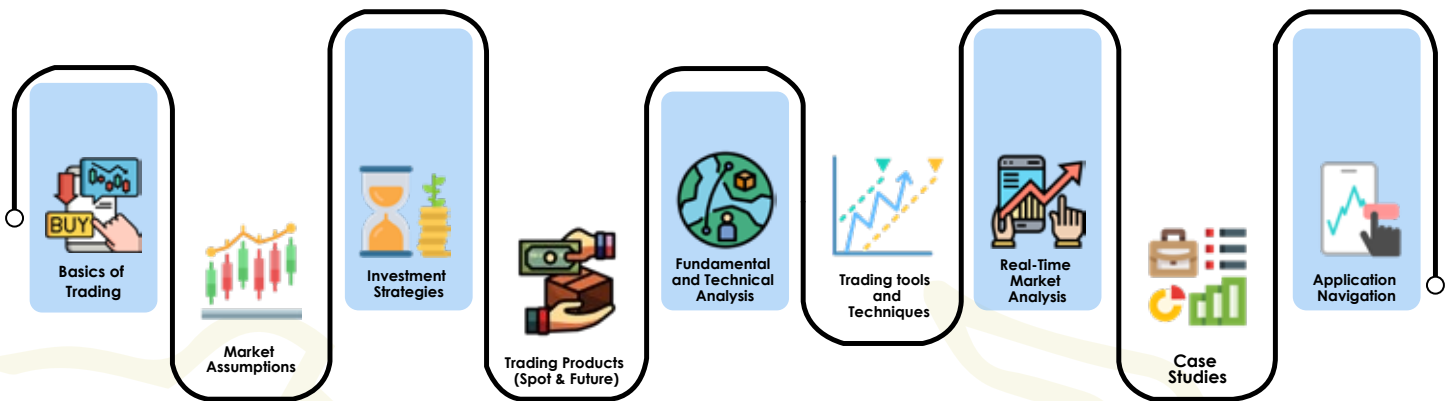 BUY
Basics of
Trading
Market
Assumptions
Investment
Strategies
Trading Products
(Spot & Future)
Fundamental
and Technical
Analysis
Trading tools
and
Techniques
Real-Time
Market
Analysis
Case
Studies
Application
Navigation